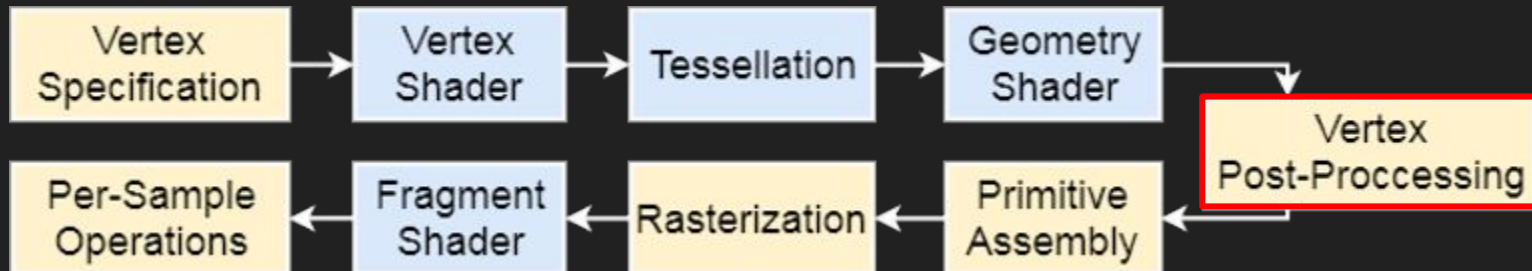 Vertex
Specification
Vertex
Shader
Tessellation
Geometry
Shader
Vertex
Post-Proccessing
Primitive
Assembly
Rasterization
Fragment
Shader
Per-Sample
Operations